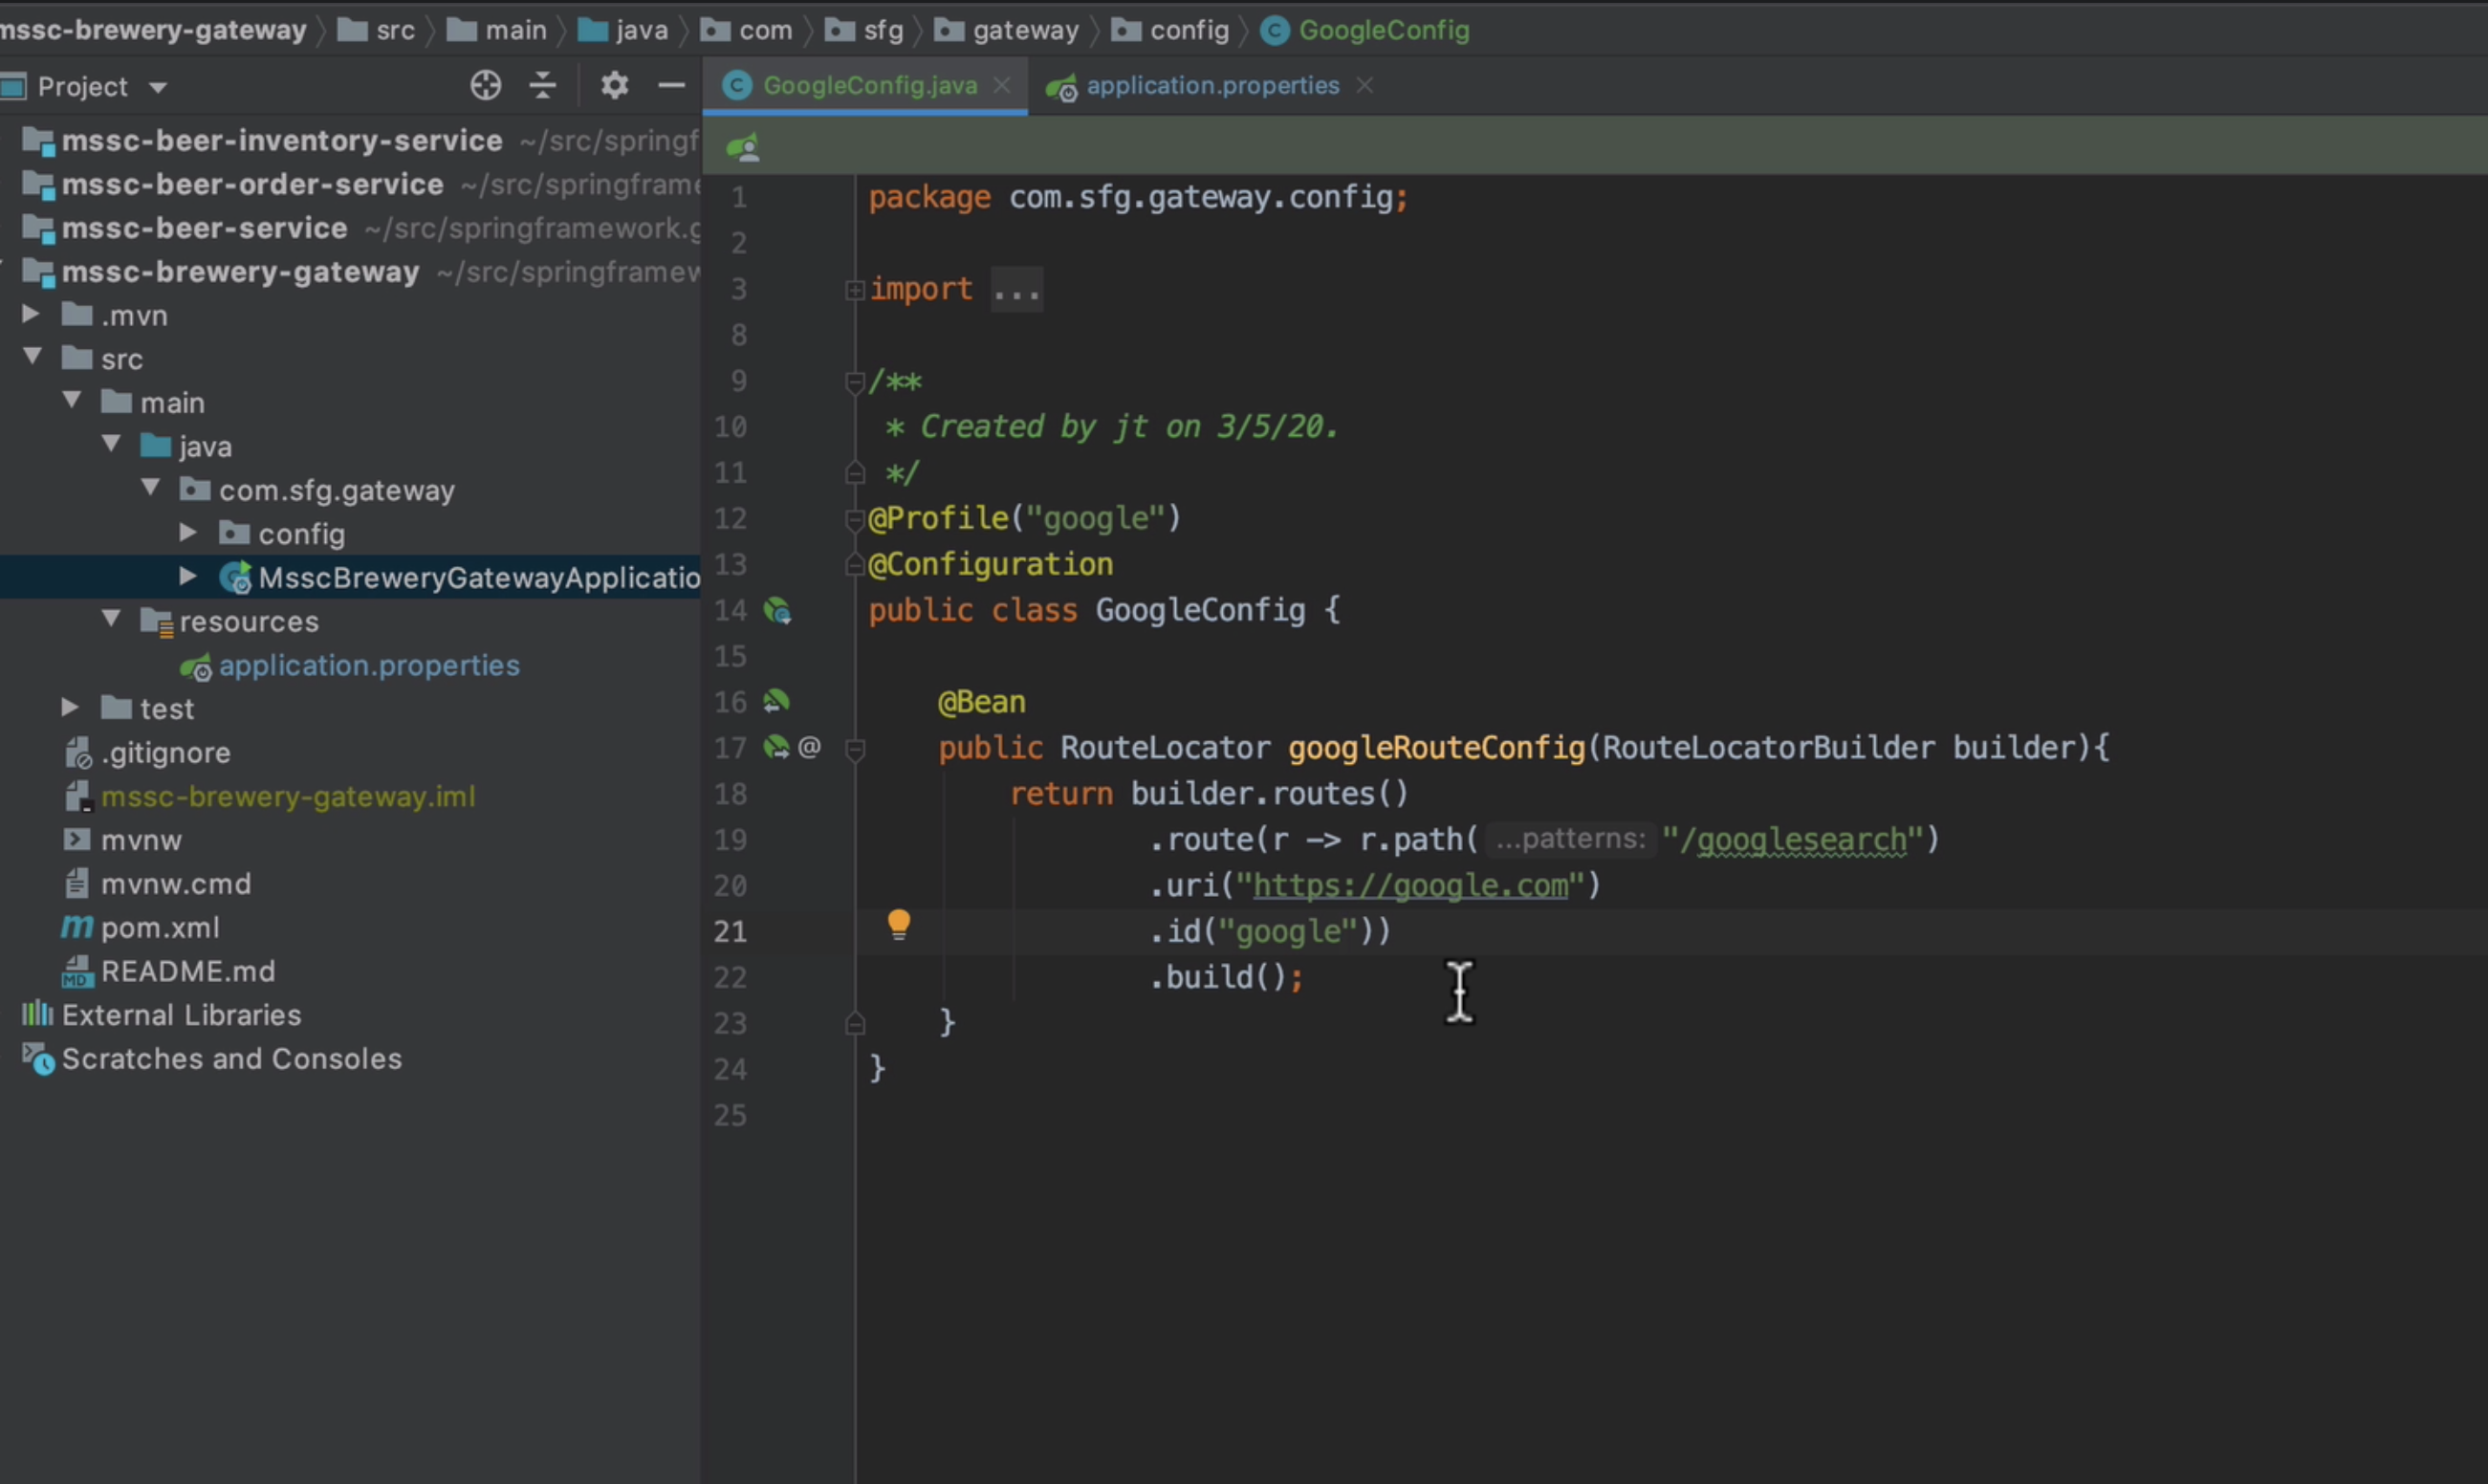 mssc-brewery-gateway src main java com sfg gateway config GoogleConfig
Project
GoogleConfig.java
application.properties
mssc-beer-inventory-service ~/src/springf
mssc-beer-order-service ~/src/springframe
mssc-beer-service ~/src/springframework.g
mssc-brewery-gateway ~/src/springframew
.mvn
src
main
java
com.sfg.gateway
config
MsscBreweryGatewayApplicatio
resources
application.properties
test
.gitignore
mssc-brewery-gateway.iml
mvnw
mvnw.cmd
pom.xml
README.md
External Libraries
Scratches and Consoles
1 package com.sfg.gateway.config;
2
3 import ...
8
9 /**
10 * Created by jt on 3/5/20.
11 */
12 @Profile("google")
13 @Configuration
14 public class GoogleConfig {
15
16 @Bean
17 @ public RouteLocator googleRouteConfig(RouteLocatorBuilder builder){
18 return builder.routes()
19 .route(r -> r.path( ...patterns: "/googlesearch")
20 .uri("https://google.com")
21 .id("google"))
22 .build();
23 }
24 }
25